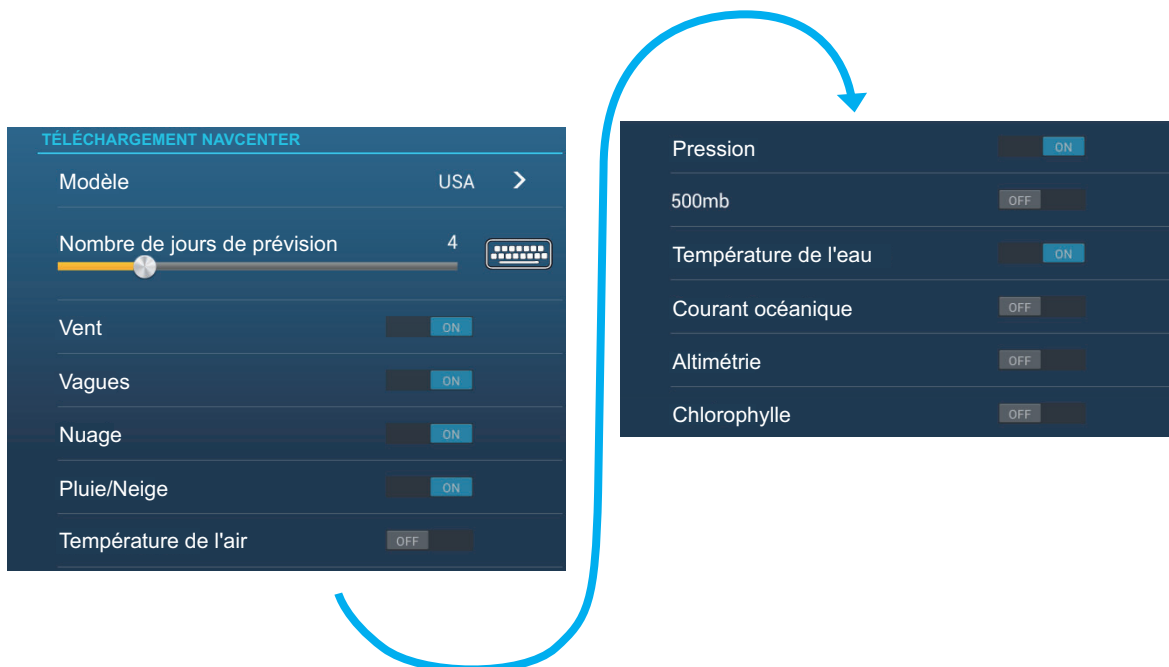 TÉLÉCHARGEMENT NAVCENTER
Modèle USA
Nombre de jours de prévision 4
Vent ON
Vagues ON
Nuage ON
Pluie/Neige ON
Température de l'air OFF
Pression ON
500mb OFF
Température de l'eau ON
Courant océanique OFF
Altimétrie OFF
Chlorophylle OFF